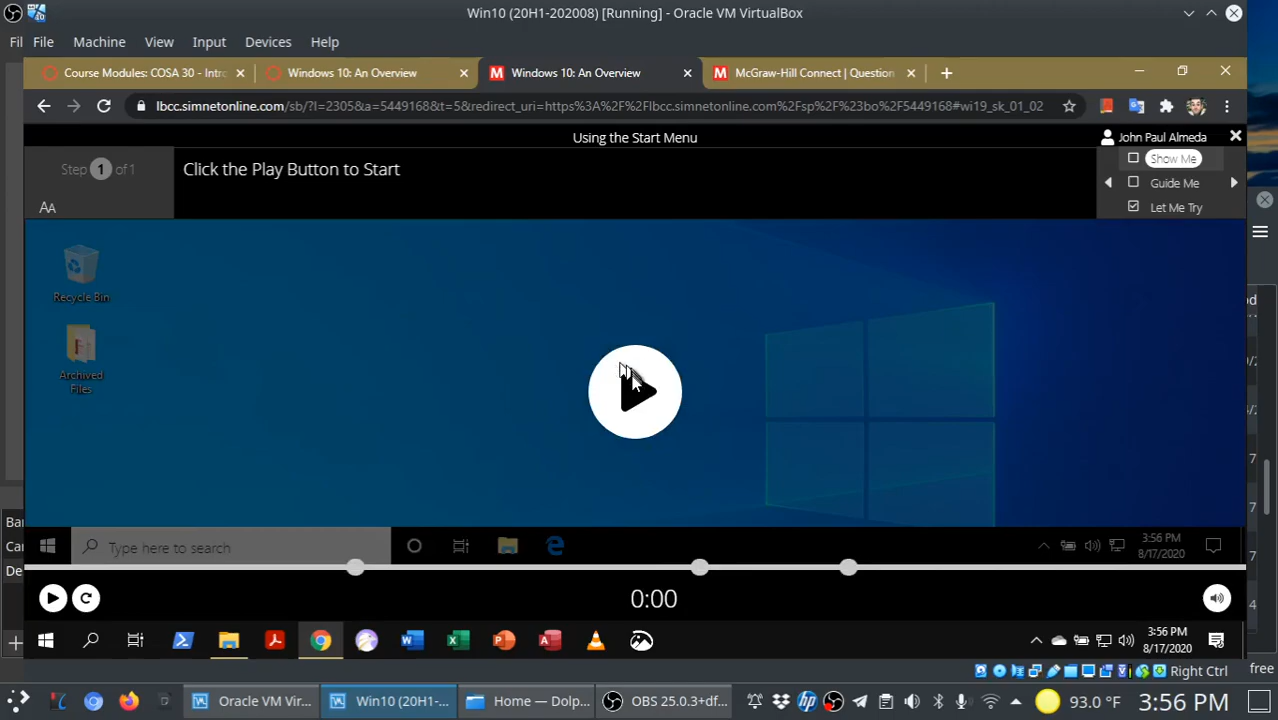 Win10 (20H1-202008) [Running] - Oracle VM VirtualBox
Fil File Machine View Input Devices Help
Course Modules: COSA 30 - Intro Windows 10: An Overview Windows 10: An Overview McGraw-Hill Connect | Question
lbcc.simnetonline.com/sb/?l=2305&a=5449168&t=5&redirect_uri=https%3A%2F%2Flbcc.simnetonline.com%2Fsp%2F%23bo%2F5449168#wi19_sk_01_02
Using the Start Menu
John Paul Almeda
Step 1 of 1
Click the Play Button to Start
Show Me
Guide Me
AA
Let Me Try
Recycle Bin
Archived
Files
Type here to search
3:56 PM
8/17/2020
0:00
3:56 PM
8/17/2020
Right Ctrl
free
Oracle VM Vir...
Win10 (20H1-...
Home — Dolp...
OBS 25.0.3+df...
93.0 °F
3:56 PM